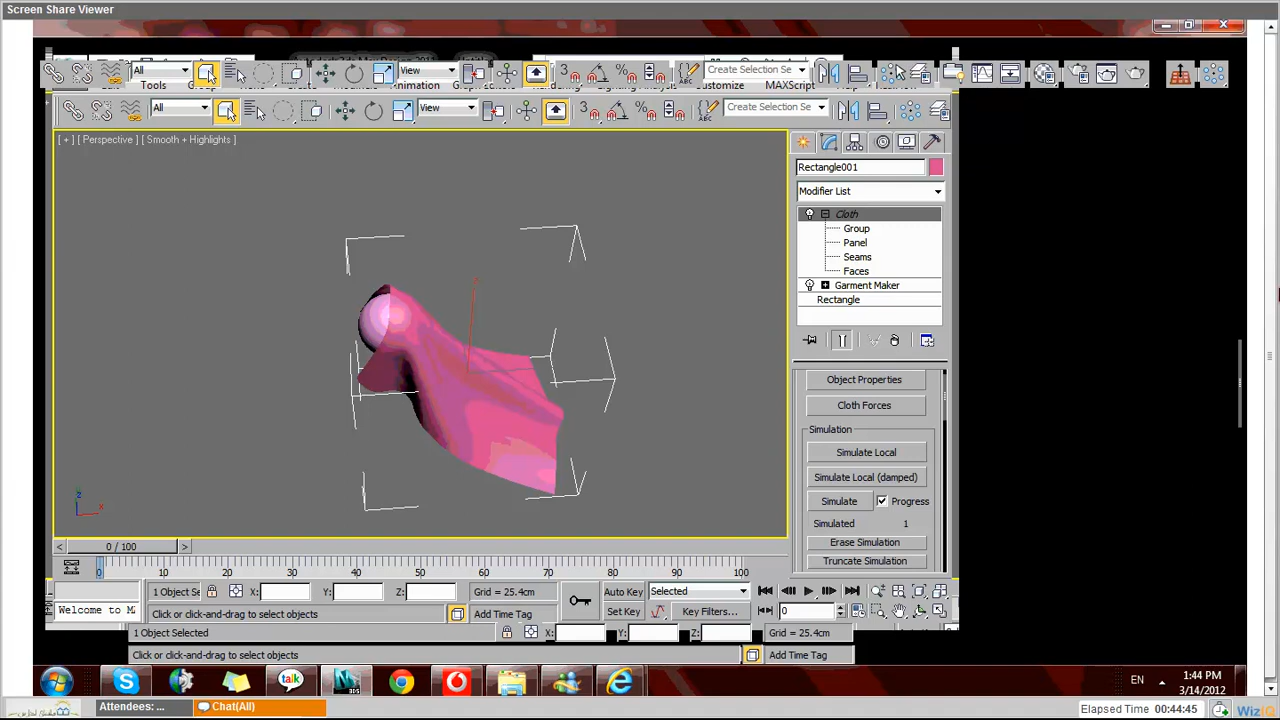 Screen Share Viewer
All View Create Selection Se
Tools Animation MAXScript
All View Create Selection Se
[ + ] [ Perspective ] [ Smooth + Highlights ]
Rectangle001
Modifier List
Cloth
Group
Panel
Seams
Faces
Garment Maker
Rectangle
Object Properties
Cloth Forces
Simulation
Simulate Local
Simulate Local (damped)
Simulate Progress
Simulated 1
Erase Simulation
Truncate Simulation
0 / 100
0 10 20 30 40 50 60 70 80 90 100
1 Object Se X: Y: Z: Grid = 25.4cm Auto Key Selected
Welcome to M Click or click-and-drag to select objects Add Time Tag Set Key Key Filters... 0
1 Object Selected X: Y: Z: Grid = 25.4cm
Click or click-and-drag to select objects Add Time Tag
talk 3DS EN 1:44 PM
3/14/2012
Attendees: ... Chat(All) Elapsed Time 00:44:45 WizIQ